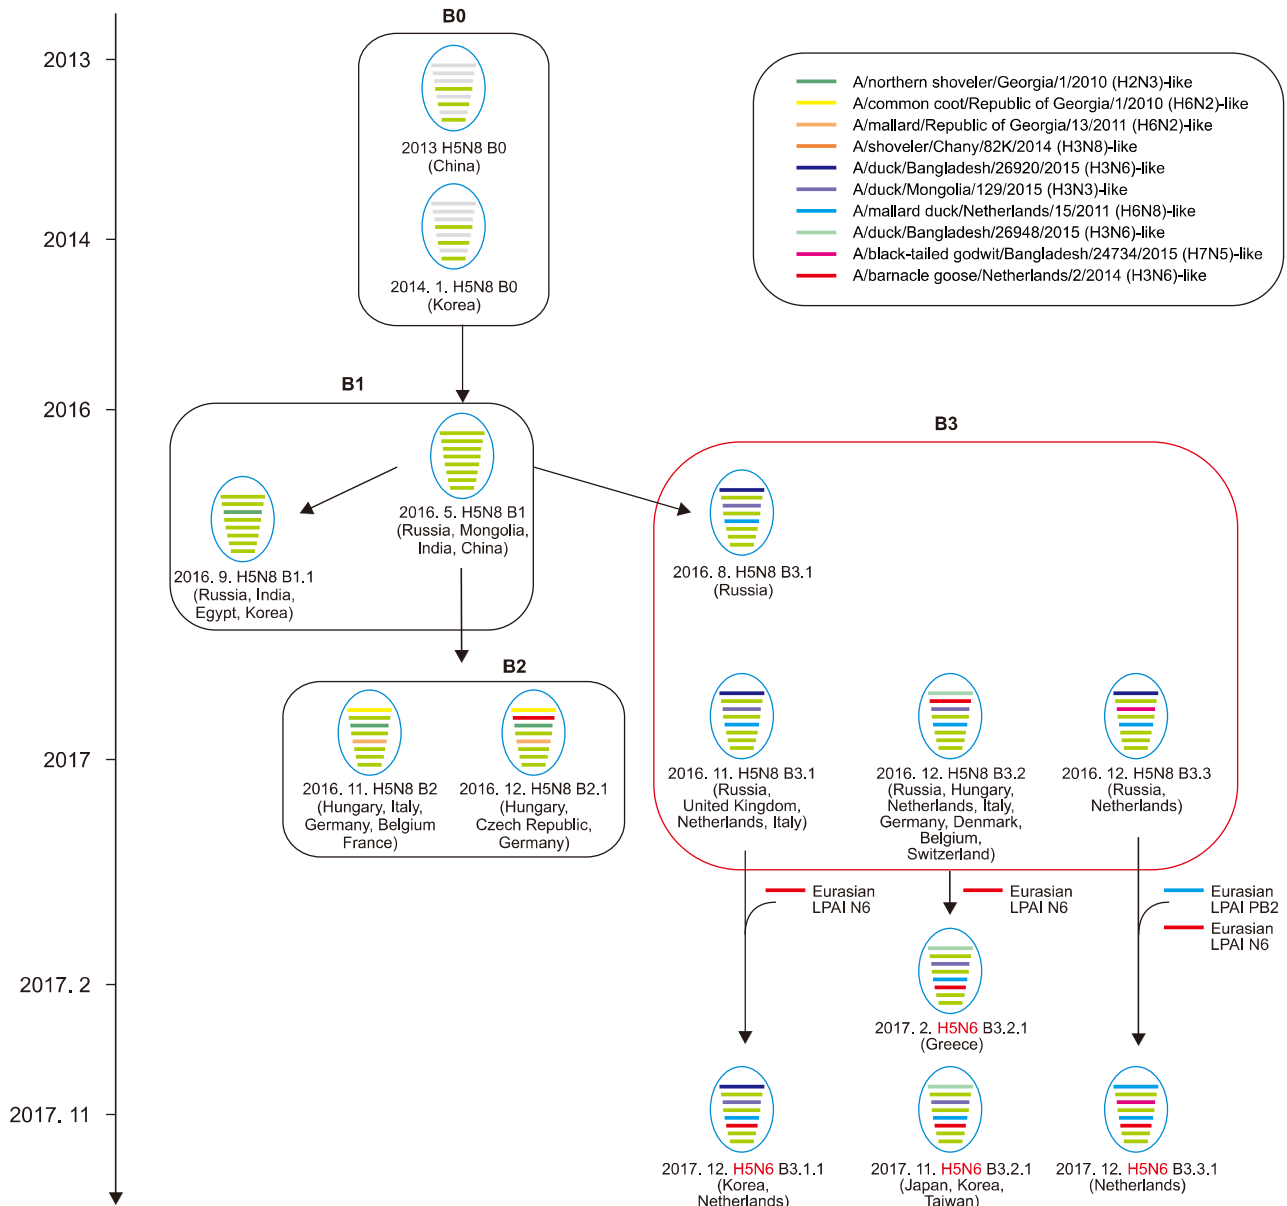 B0
2013
2013 H5N8 B0
(China)
2014
2014. 1. H5N8 B0
(Korea)
A/northern shoveler/Georgia/1/2010 (H2N3)-like
A/common coot/Republic of Georgia/1/2010 (H6N2)-like
A/mallard/Republic of Georgia/13/2011 (H6N2)-like
A/shoveler/Chany/82K/2014 (H3N8)-like
A/duck/Bangladesh/26920/2015 (H3N6)-like
A/duck/Mongolia/129/2015 (H3N3)-like
A/mallard duck/Netherlands/15/2011 (H6N8)-like
A/duck/Bangladesh/26948/2015 (H3N6)-like
A/black-tailed godwit/Bangladesh/24734/2015 (H7N5)-like
A/barnacle goose/Netherlands/2/2014 (H3N6)-like
B1
2016
2016. 5. H5N8 B1
(Russia, Mongolia,
India, China)
2016. 9. H5N8 B1.1
(Russia, India,
Egypt, Korea)
B3
2016. 8. H5N8 B3.1
(Russia)
B2
2017
2016. 11. H5N8 B2
(Hungary, Italy,
Germany, Belgium
France)
2016. 12. H5N8 B2.1
(Hungary,
Czech Republic,
Germany)
2016. 11. H5N8 B3.1
(Russia,
United Kingdom,
Netherlands, Italy)
2016. 12. H5N8 B3.2
(Russia, Hungary,
Netherlands, Italy,
Germany, Denmark,
Belgium,
Switzerland)
2016. 12. H5N8 B3.3
(Russia,
Netherlands)
Eurasian
LPAI N6
Eurasian
LPAI N6
Eurasian
LPAI PB2
Eurasian
LPAI N6
2017. 2
2017. 2. H5N6 B3.2.1
(Greece)
2017. 11
2017. 12. H5N6 B3.1.1
(Korea,
Netherlands)
2017. 11. H5N6 B3.2.1
(Japan, Korea,
Taiwan)
2017. 12. H5N6 B3.3.1
(Netherlands)